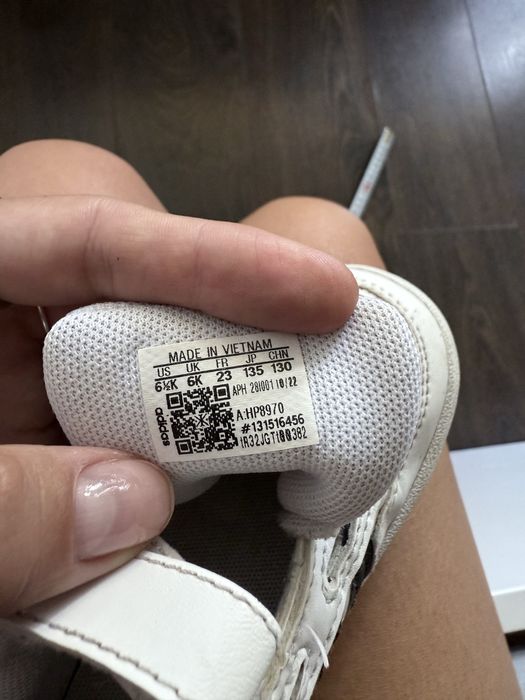 MADE IN VIETNAM
US UK FR JP CHN
6½K 6K 23 135 130
APH 281001 10/22
adidas
A:HP8970
#131516456